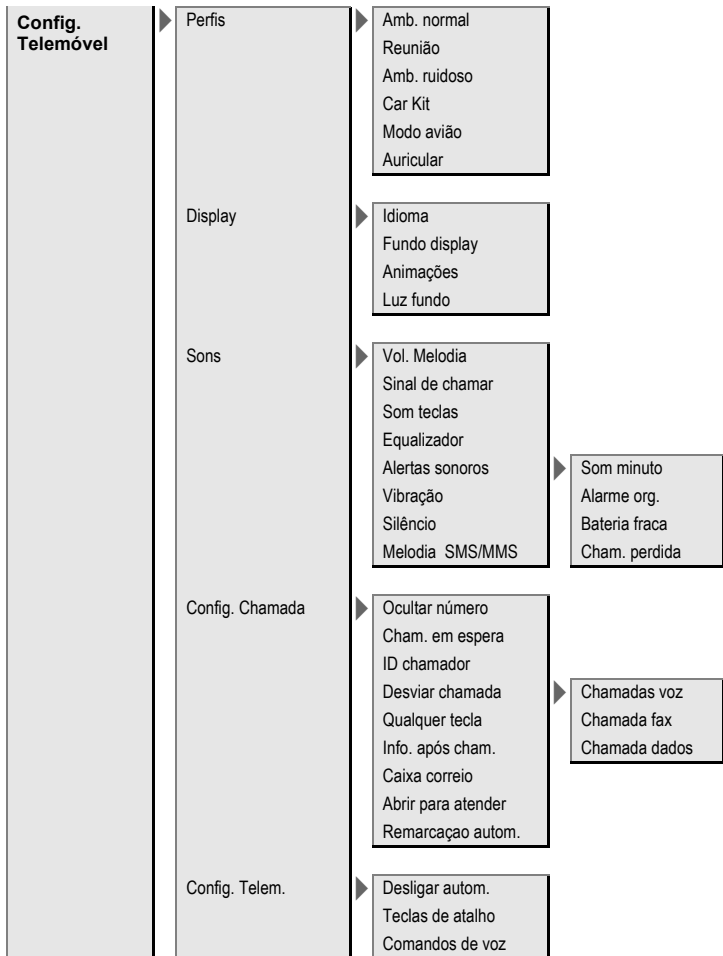 Config.
Telemóvel
Perfis
Amb. normal
Reunião
Amb. ruidoso
Car Kit
Modo avião
Auricular
Display
Idioma
Fundo display
Animações
Luz fundo
Sons
Vol. Melodia
Sinal de chamar
Som teclas
Equalizador
Alertas sonoros
Som minuto
Vibração
Alarme org.
Silêncio
Bateria fraca
Melodia SMS/MMS
Cham. perdida
Config. Chamada
Ocultar número
Cham. em espera
ID chamador
Desviar chamada
Chamadas voz
Qualquer tecla
Chamada fax
Info. após cham.
Chamada dados
Caixa correio
Abrir para atender
Remarcaçao autom.
Config. Telem.
Desligar autom.
Teclas de atalho
Comandos de voz